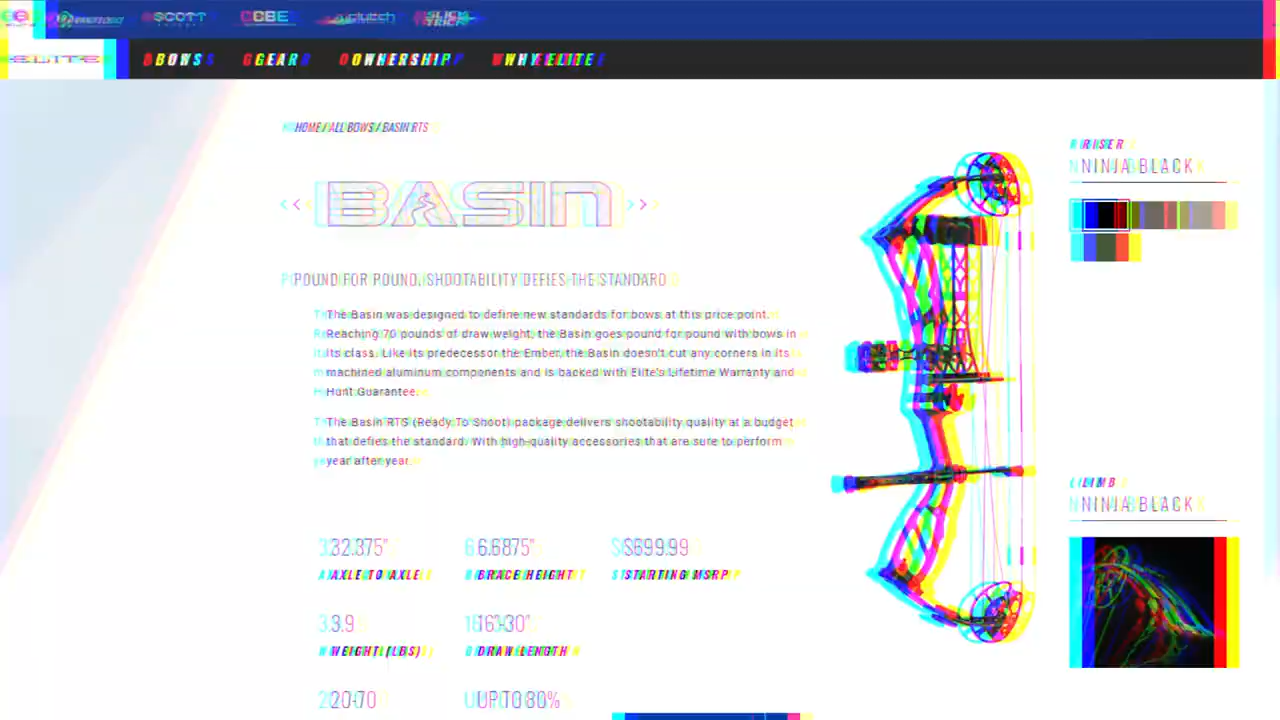 SCOTT
CBE
clutch
SLICK TRICK
ELITE
BOWS GEAR OWNERSHIP WHY ELITE
HOME / ALL BOWS / BASIN RTS
< BASIN >
POUND FOR POUND, SHOOTABILITY DEFIES THE STANDARD
The Basin was designed to define new standards for bows at this price point.
Reaching 70 pounds of draw weight, the Basin goes pound for pound with bows in
its class. Like its predecessor the Ember, the Basin doesn't cut any corners in its
machined aluminum components and is backed with Elite's Lifetime Warranty and
Hunt Guarantee.
The Basin RTS (Ready To Shoot) package delivers shootability quality at a budget
that defies the standard. With high-quality accessories that are sure to perform
year after year.
32.375" 6.6875" $699.99
AXLE TO AXLE BRACE HEIGHT STARTING MSRP
3.9 16"-30"
WEIGHT (LBS) DRAW LENGTH
20-70 UP TO 80%
RISER
NINJA BLACK
LIMB
NINJA BLACK